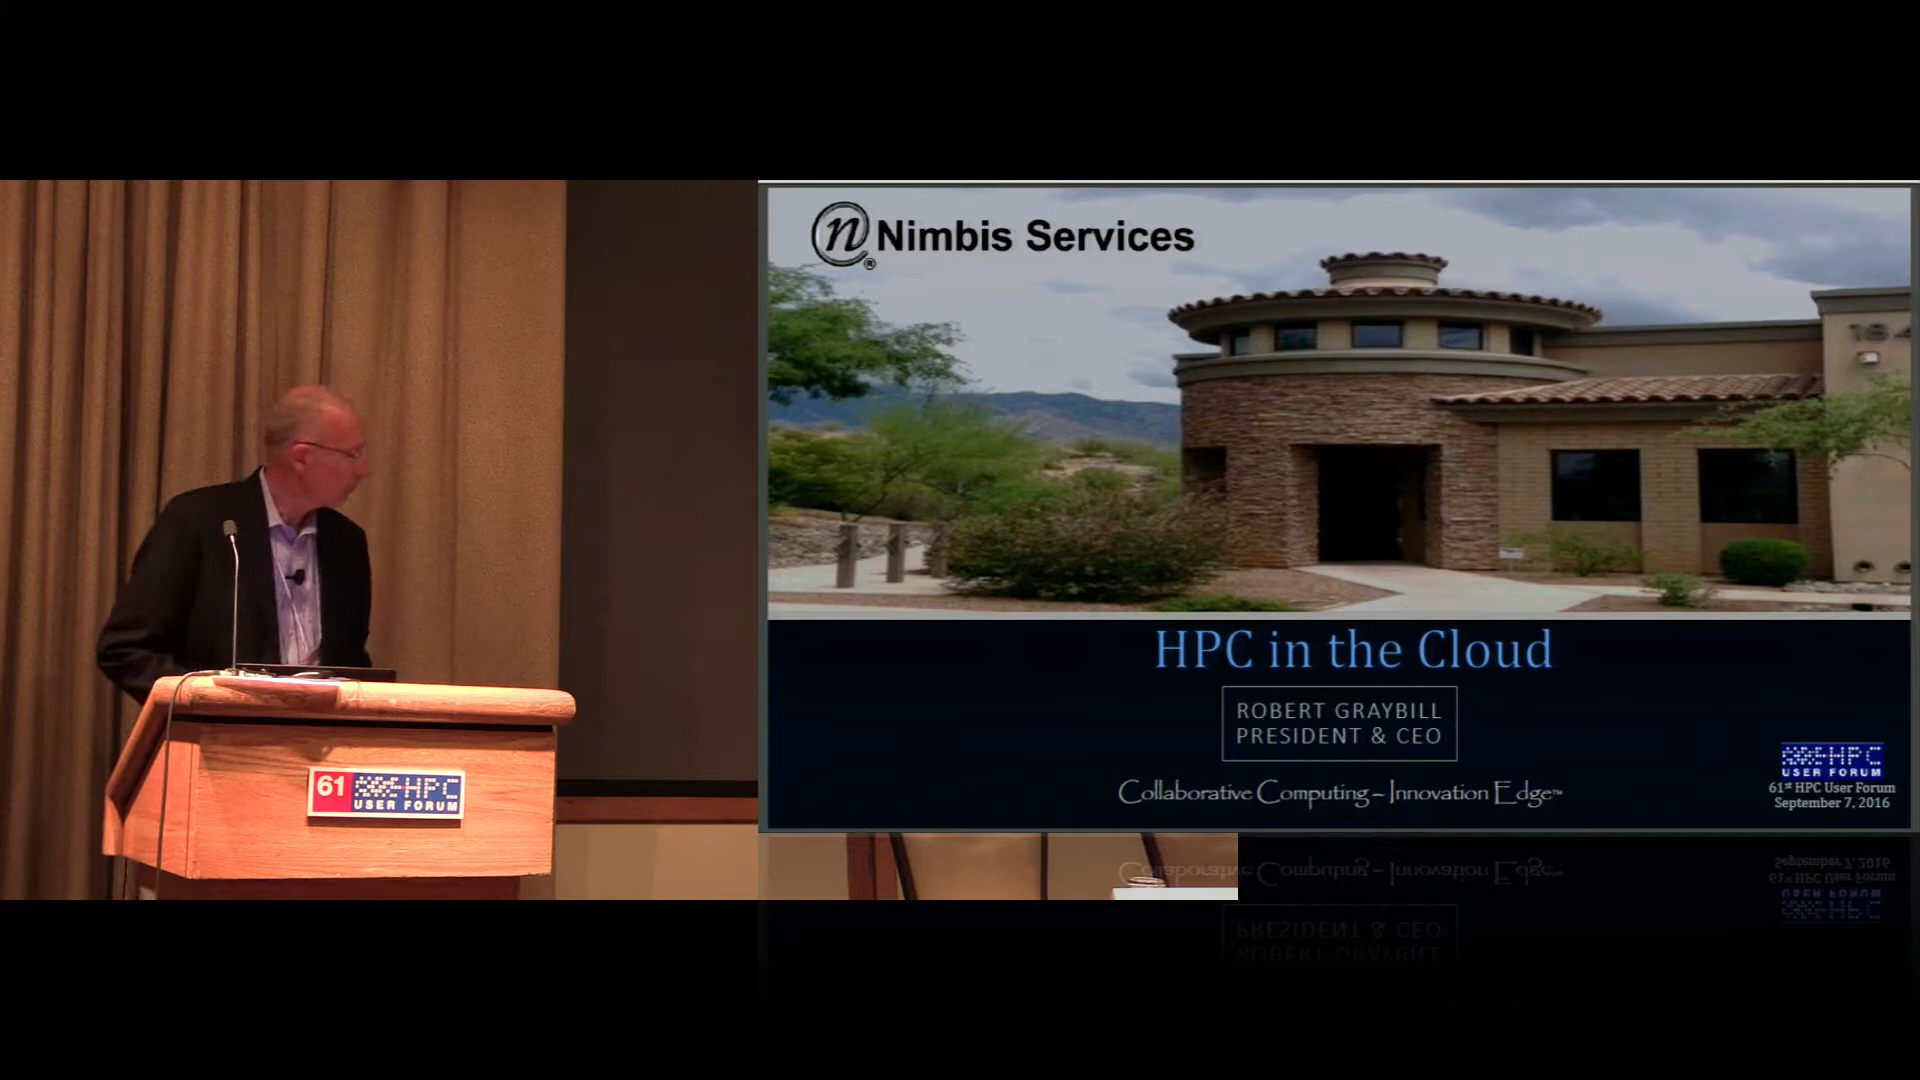 61 HPC
USER FORUM
n® Nimbis Services
HPC in the Cloud
ROBERT GRAYBILL
PRESIDENT & CEO
Collaborative Computing – Innovation Edge™
HPC
USER FORUM
61st HPC User Forum
September 7, 2016